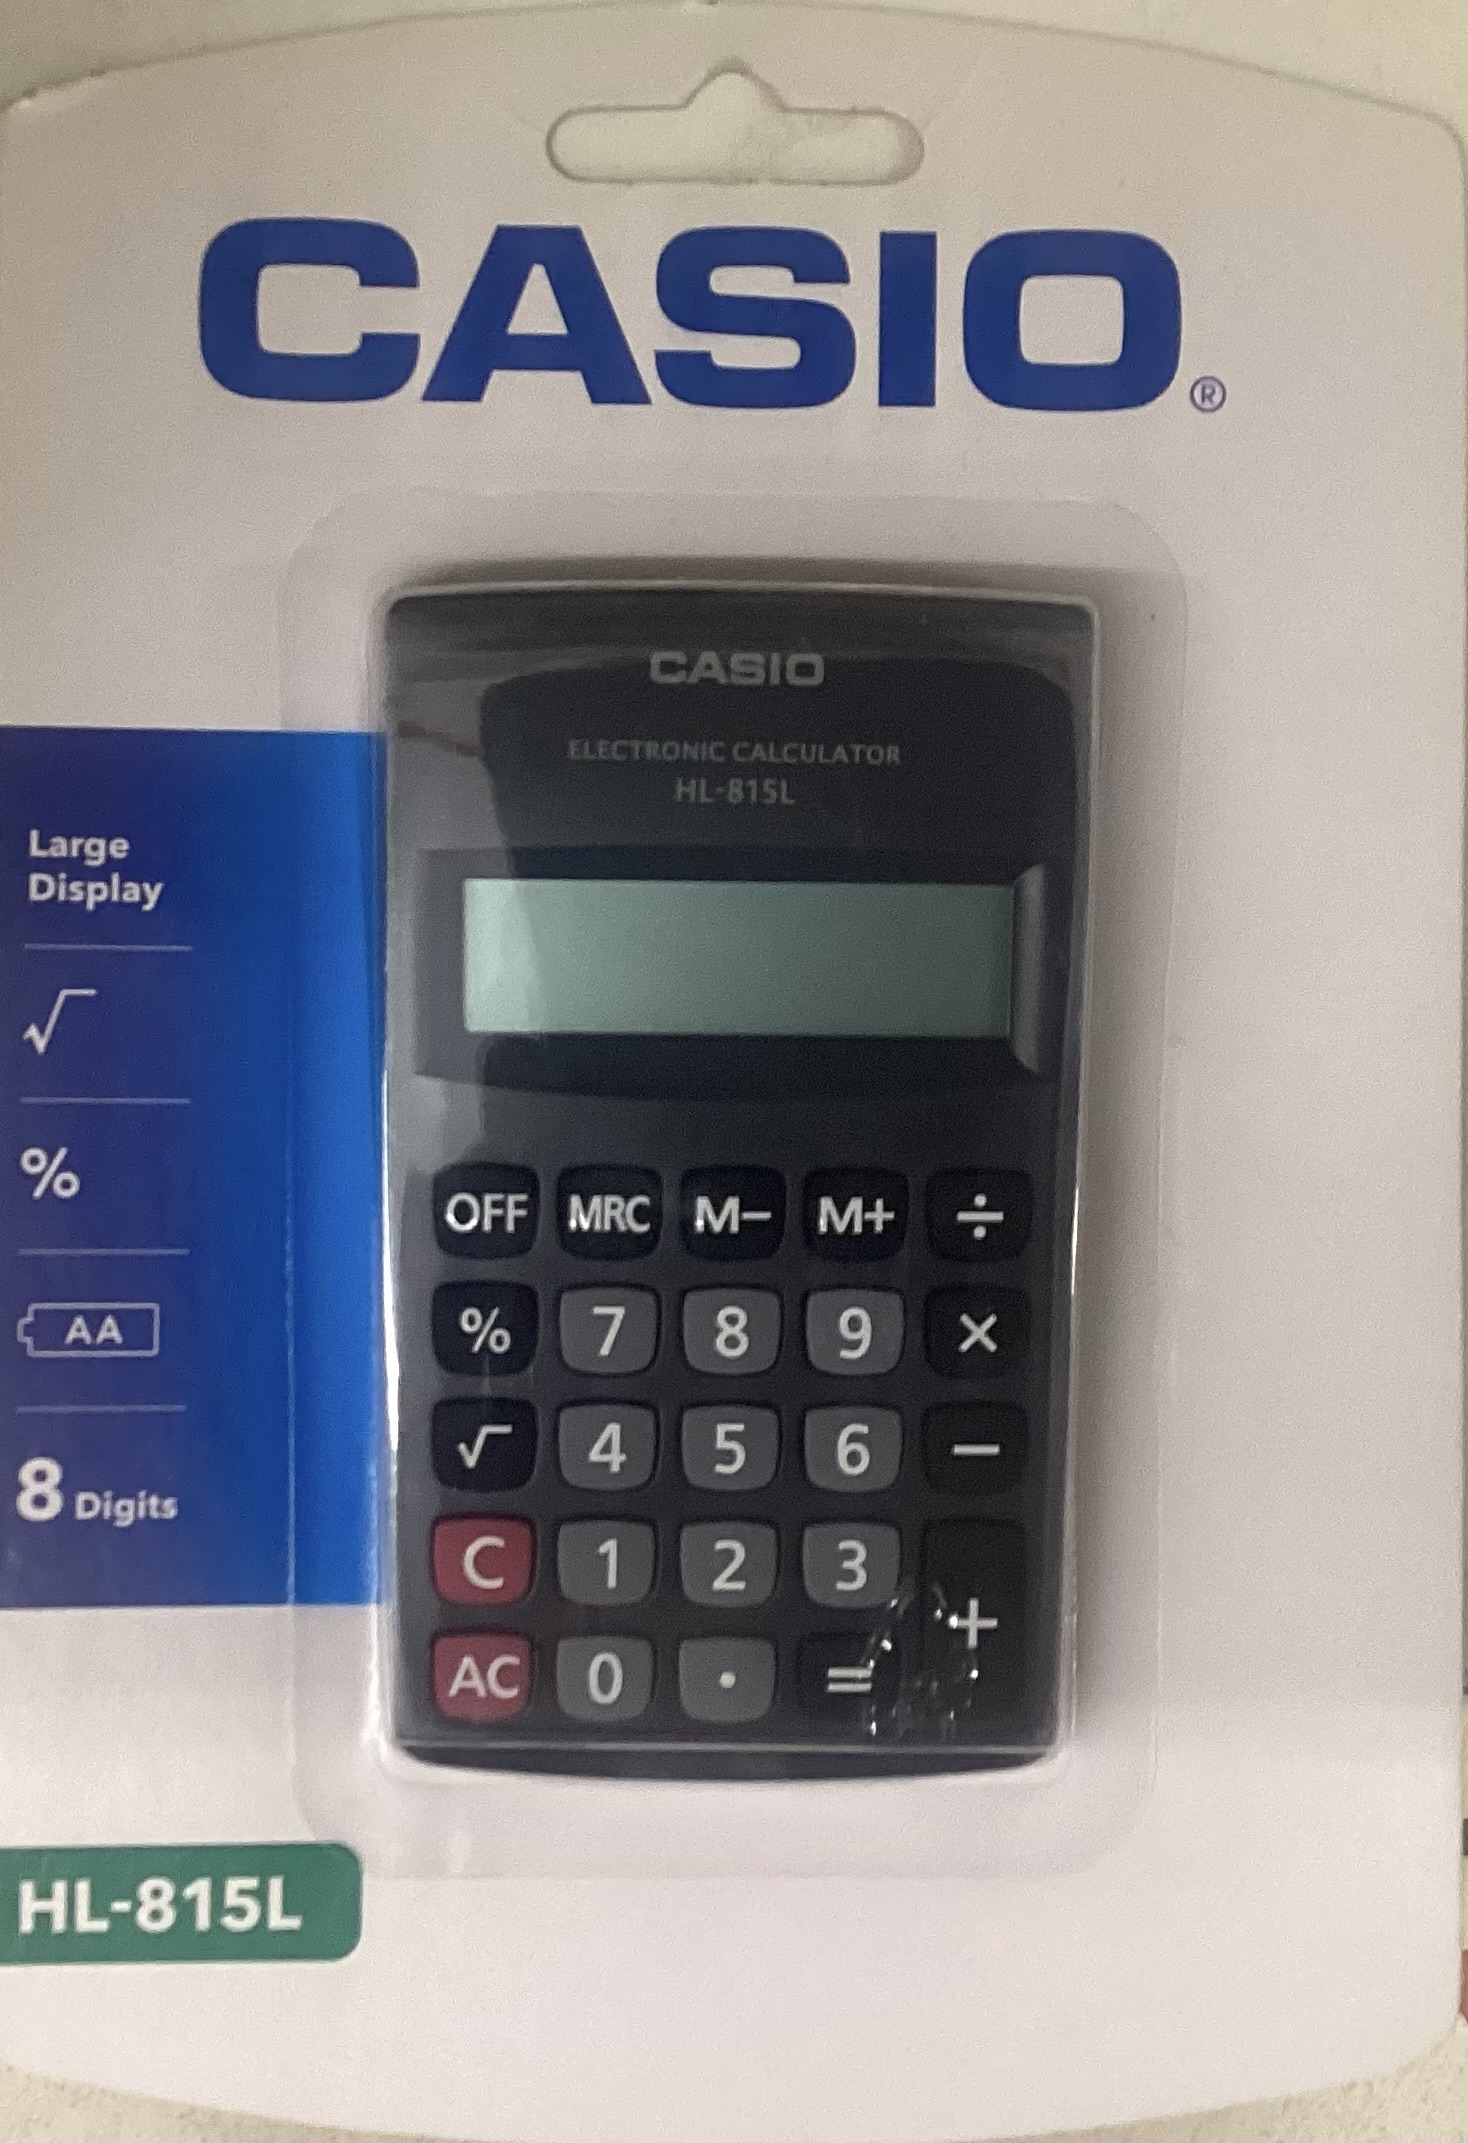 CASIO®
CASIO
ELECTRONIC CALCULATOR
HL-815L
Large
Display
√
%
AA
8 Digits
OFF MRC M− M+ ÷
% 7 8 9 ×
√ 4 5 6 −
C 1 2 3
+
AC 0 . =
HL-815L